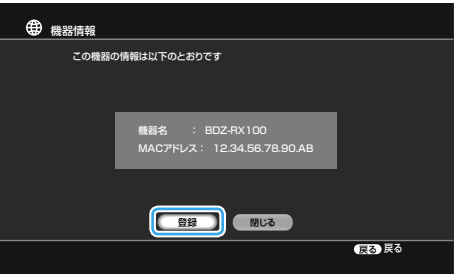 機器情報
この機器の情報は以下のとおりです
機器名 : BDZ-RX100
MACアドレス : 12.34.56.78.90.AB
登録 閉じる
戻る 戻る